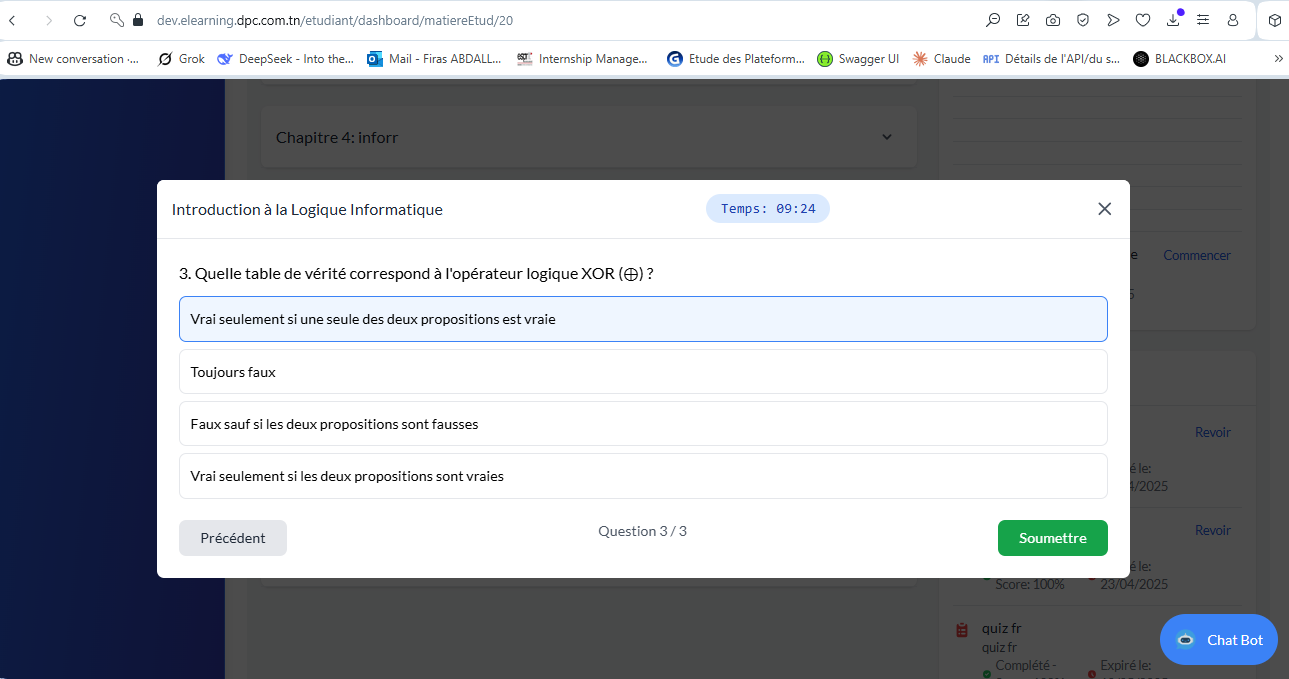 dev.elearning.dpc.com.tn/etudiant/dashboard/matiereEtud/20
New conversation ·... Grok DeepSeek - Into the... Mail - Firas ABDALL... Internship Manage... Etude des Plateform... Swagger UI Claude API Détails de l'API/du s... BLACKBOX.AI
Chapitre 4: inforr
Introduction à la Logique Informatique
Temps: 09:24
3. Quelle table de vérité correspond à l'opérateur logique XOR (⊕) ?
Vrai seulement si une seule des deux propositions est vraie
Toujours faux
Faux sauf si les deux propositions sont fausses
Vrai seulement si les deux propositions sont vraies
Précédent
Question 3 / 3
Soumettre
Commencer
Revoir
é le:
/2025
Revoir
é le:
Score: 100% 23/04/2025
quiz fr
quiz fr
Complété - Expiré le:
Chat Bot